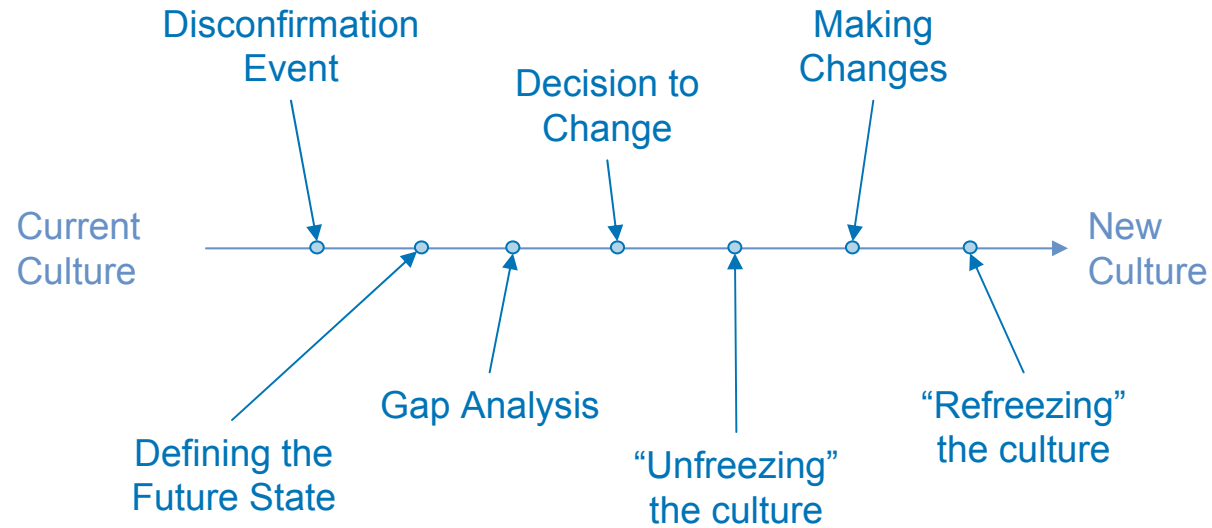 Disconfirmation
Event
Making
Changes
Decision to
Change
Current
Culture
New
Culture
Gap Analysis
“Refreezing”
the culture
Defining the
Future State
“Unfreezing”
the culture